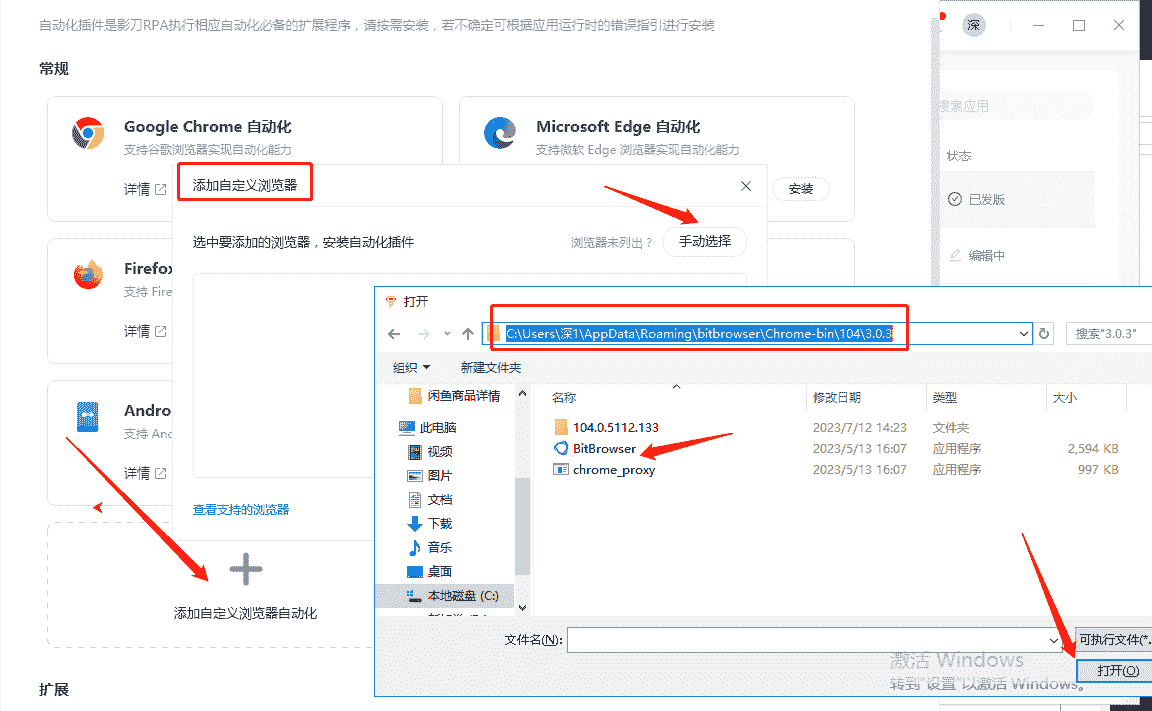 自动化插件是影刀RPA执行相应自动化必备的扩展程序，请按需安装，若不确定可根据应用运行时的错误指引进行安装
深
常规
Google Chrome 自动化
支持谷歌浏览器实现自动化能力
详情
Microsoft Edge 自动化
支持微软 Edge 浏览器实现自动化能力
安装
搜索应用
状态
已发版
编辑中
添加自定义浏览器
选中要添加的浏览器，安装自动化插件
浏览器未列出？
手动选择
查看支持的浏览器
Firefox
支持 Fire
详情
Andro
支持 Anc
详情
添加自定义浏览器自动化
扩展
打开
C:\Users\深1\AppData\Roaming\bitbrowser\Chrome-bin\104\3.0.3
搜索"3.0.3"
组织
新建文件夹
闲鱼商品详情
此电脑
视频
图片
文档
下载
音乐
桌面
本地磁盘 (C:)
名称 修改日期 类型 大小
104.0.5112.133 2023/7/12 14:23 文件夹
BitBrowser 2023/5/13 16:07 应用程序 2,594 KB
chrome_proxy 2023/5/13 16:07 应用程序 997 KB
文件名(N):
可执行文件(*.
打开(O)
激活 Windows
转到"设置"以激活 Windows。